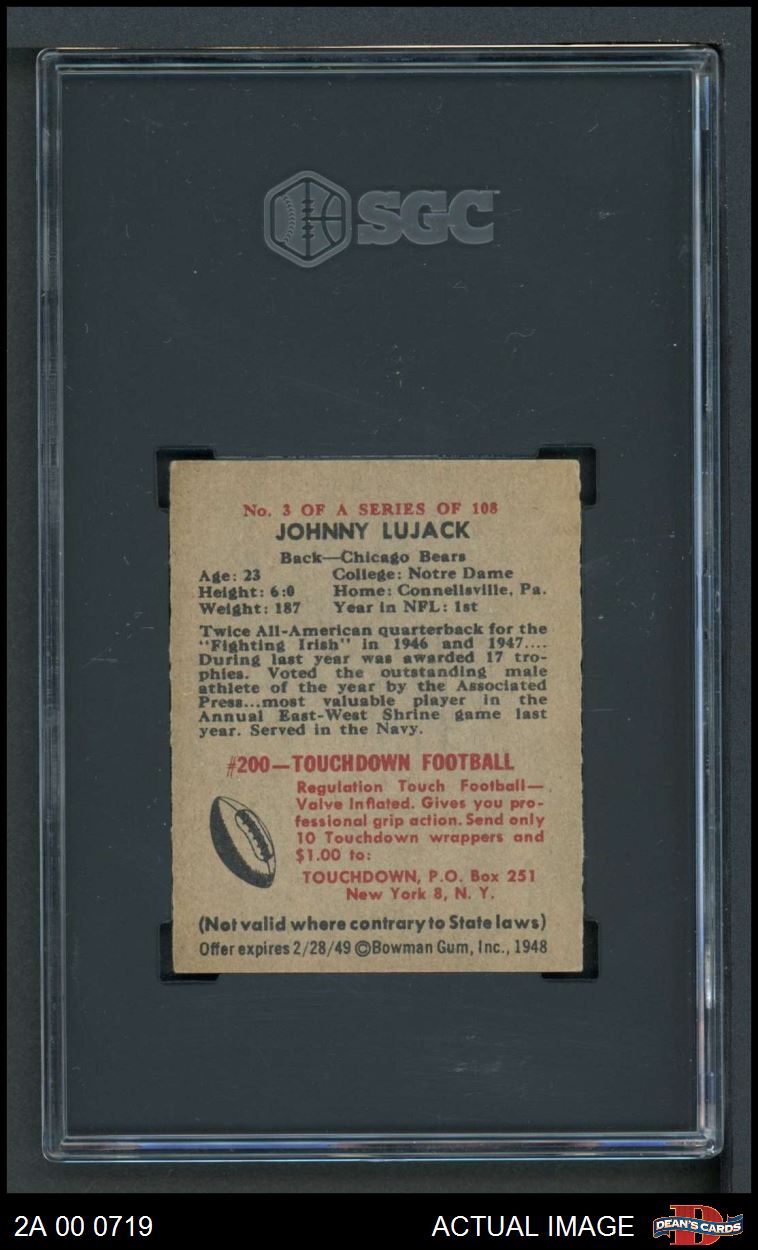 SGC
No. 3 OF A SERIES OF 108
JOHNNY LUJACK
Back—Chicago Bears
Age: 23 College: Notre Dame
Height: 6:0 Home: Connellsville, Pa.
Weight: 187 Year in NFL: 1st
Twice All-American quarterback for the
"Fighting Irish" in 1946 and 1947....
During last year was awarded 17 tro-
phies. Voted the outstanding male
athlete of the year by the Associated
Press...most valuable player in the
Annual East-West Shrine game last
year. Served in the Navy.
#200—TOUCHDOWN FOOTBALL
Regulation Touch Football—
Valve Inflated. Gives you pro-
fessional grip action. Send only
10 Touchdown wrappers and
$1.00 to:
TOUCHDOWN, P.O. Box 251
New York 8, N. Y.
(Not valid where contrary to State laws)
Offer expires 2/28/49 ©Bowman Gum, Inc., 1948
2A 00 0719 ACTUAL IMAGE DEAN'S CARDS